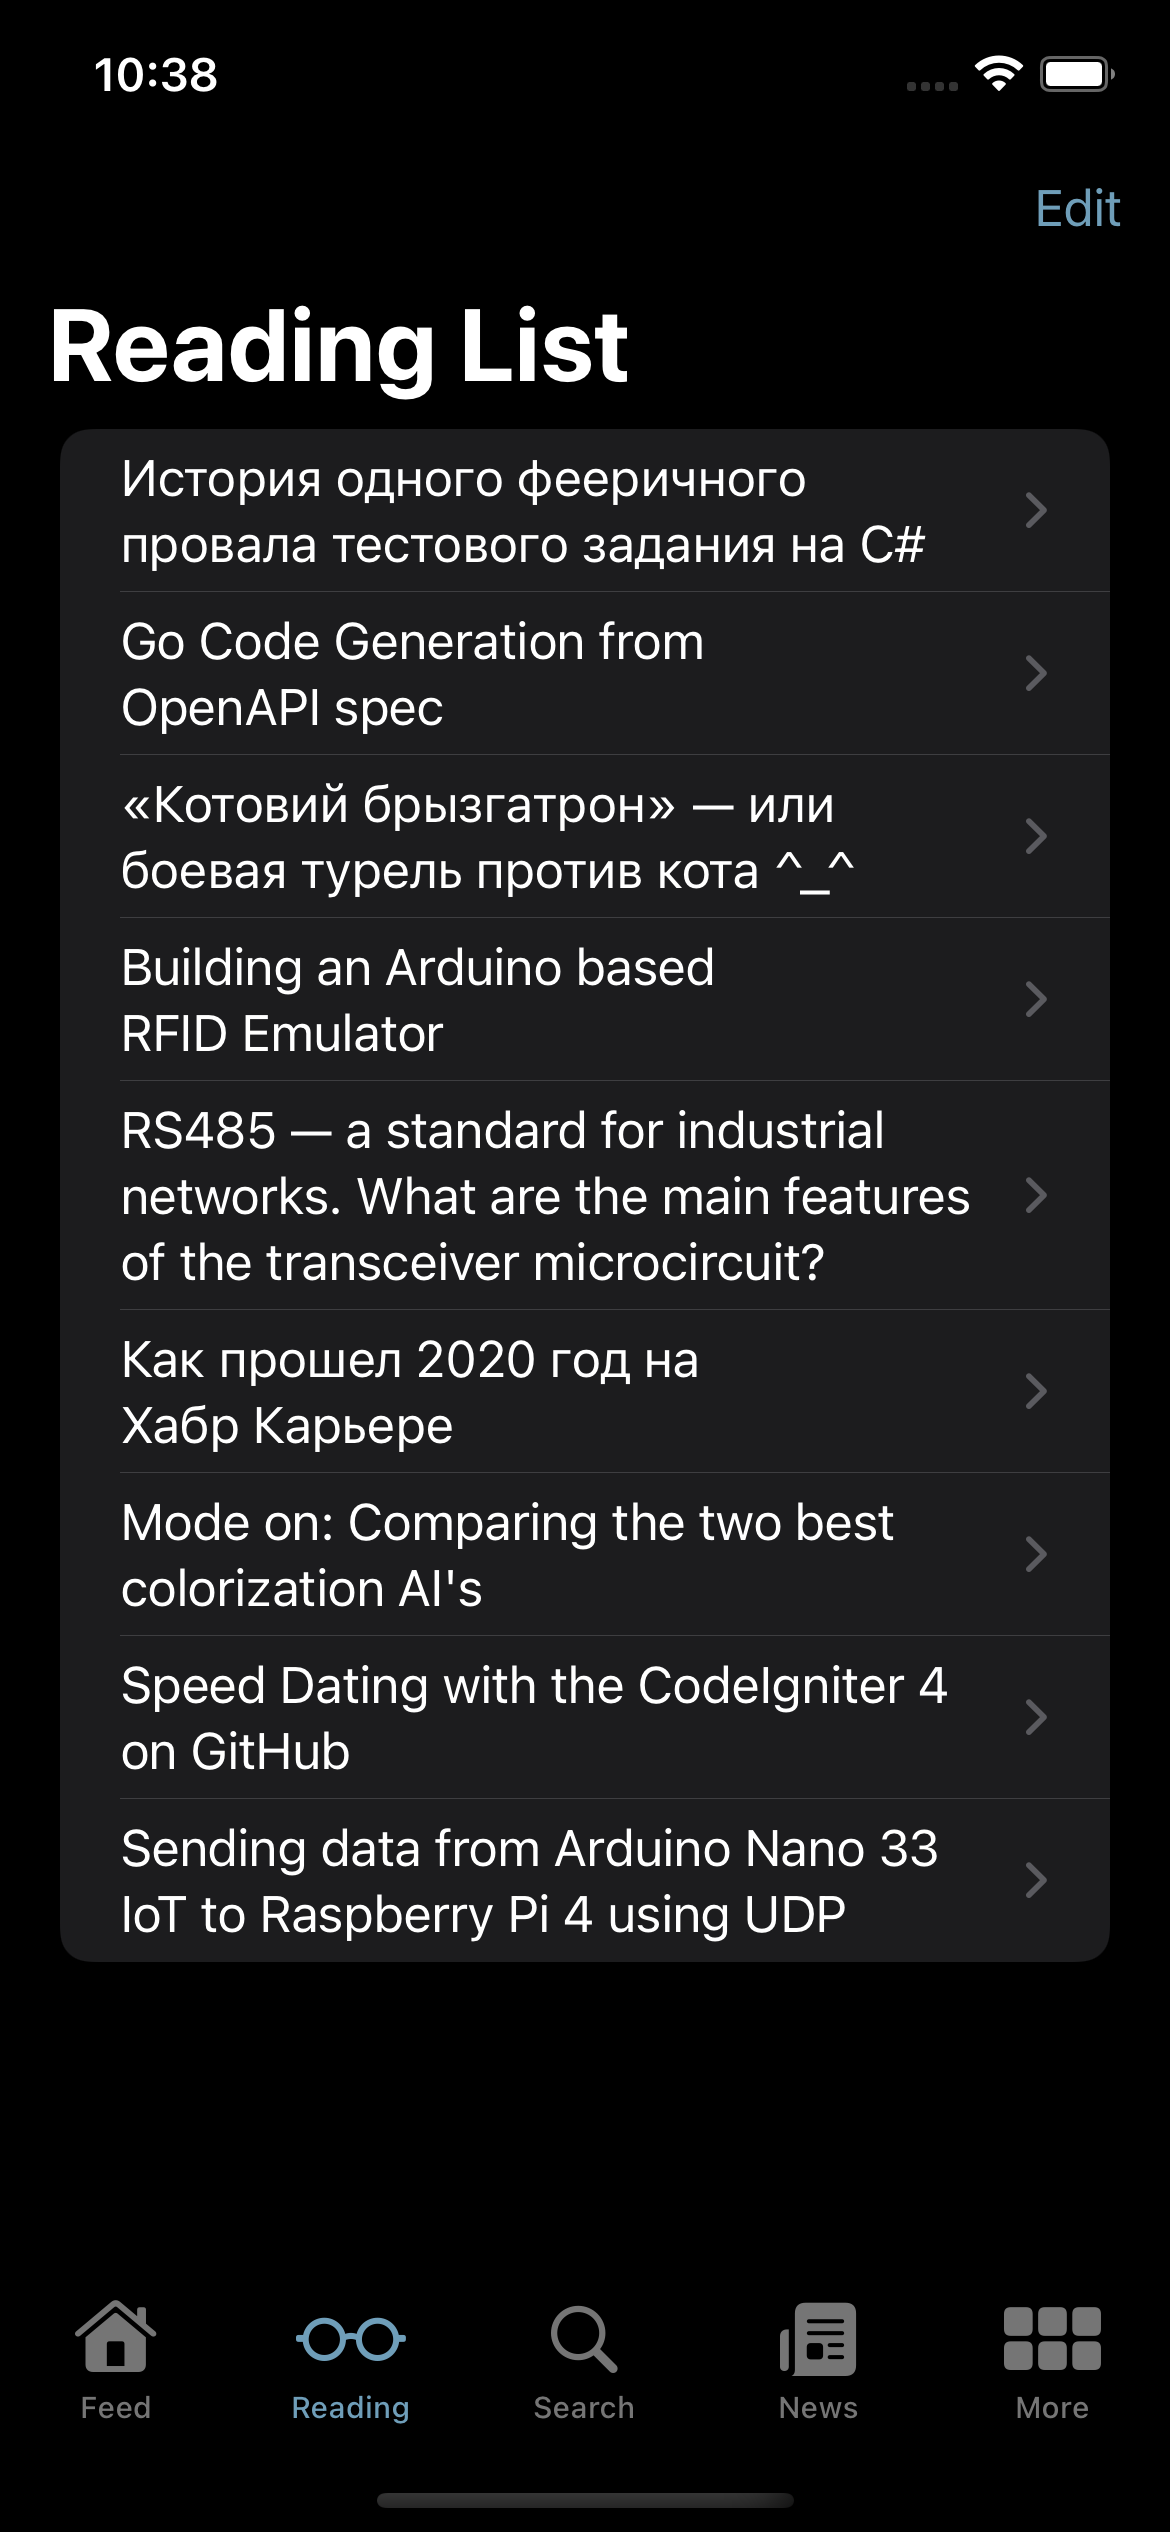 10:38
Edit
Reading List
История одного фееричного
провала тестового задания на C#
Go Code Generation from
OpenAPI spec
«Котовий брызгатрон» — или
боевая турель против кота ^_^
Building an Arduino based
RFID Emulator
RS485 — a standard for industrial
networks. What are the main features
of the transceiver microcircuit?
Как прошел 2020 год на
Хабр Карьере
Mode on: Comparing the two best
colorization AI's
Speed Dating with the CodeIgniter 4
on GitHub
Sending data from Arduino Nano 33
IoT to Raspberry Pi 4 using UDP
Feed
Reading
Search
News
More